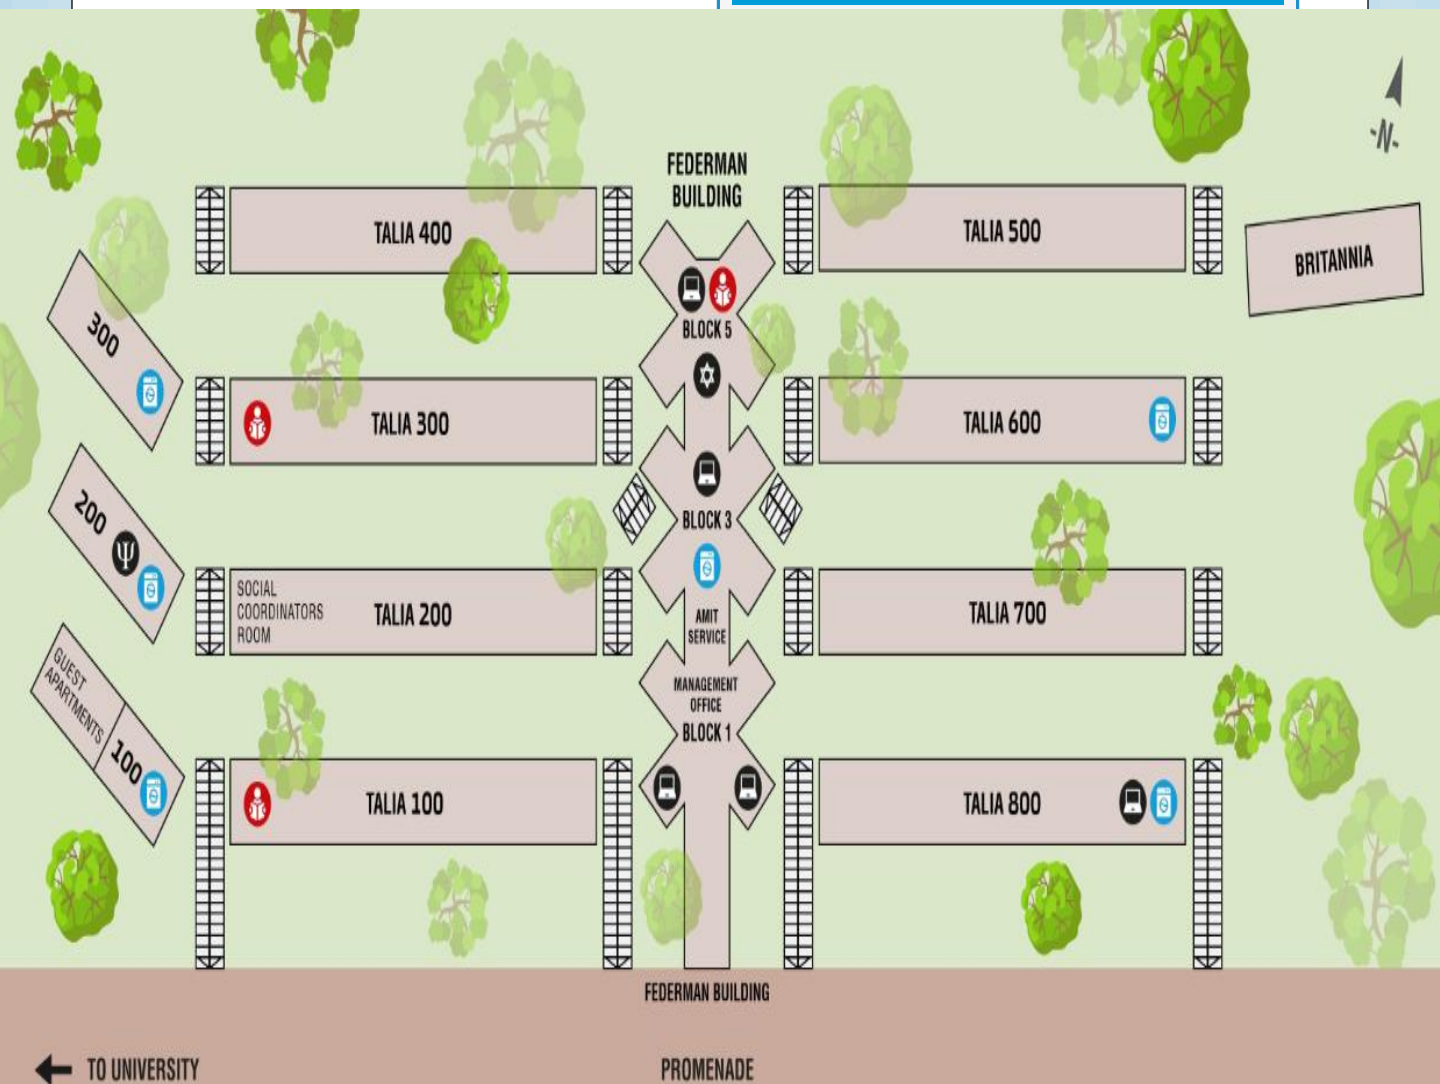 -N-
FEDERMAN
BUILDING
TALIA 400
TALIA 500
BRITANNIA
300
BLOCK 5
TALIA 300
TALIA 600
200
Ψ
BLOCK 3
SOCIAL
COORDINATORS
ROOM
TALIA 200
AMIT
SERVICE
TALIA 700
GUEST
APARTMENTS
100
MANAGEMENT
OFFICE
BLOCK 1
TALIA 100
TALIA 800
FEDERMAN BUILDING
TO UNIVERSITY
PROMENADE